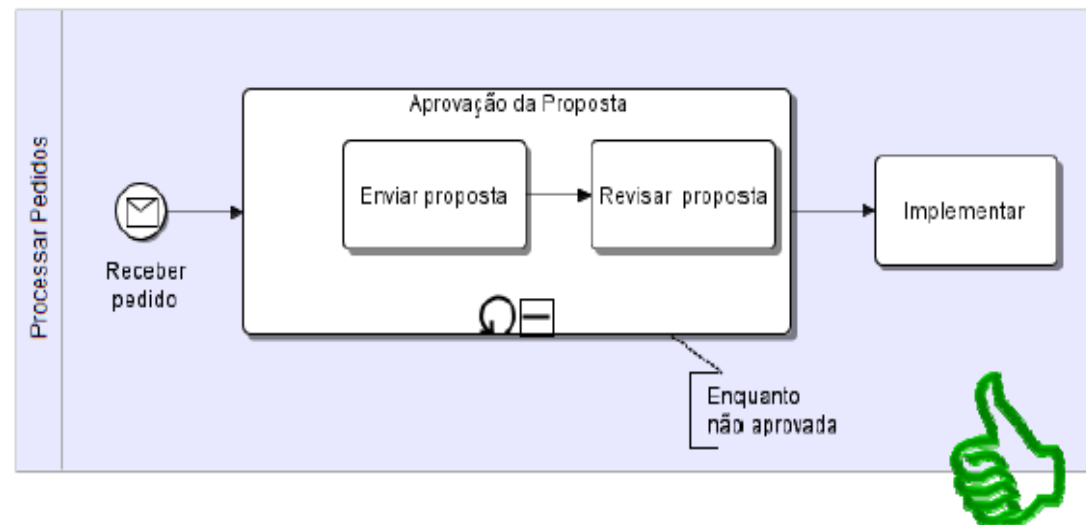 Processar Pedidos
Aprovação da Proposta
Enviar proposta
Revisar proposta
Implementar
Receber
pedido
Enquanto
não aprovada